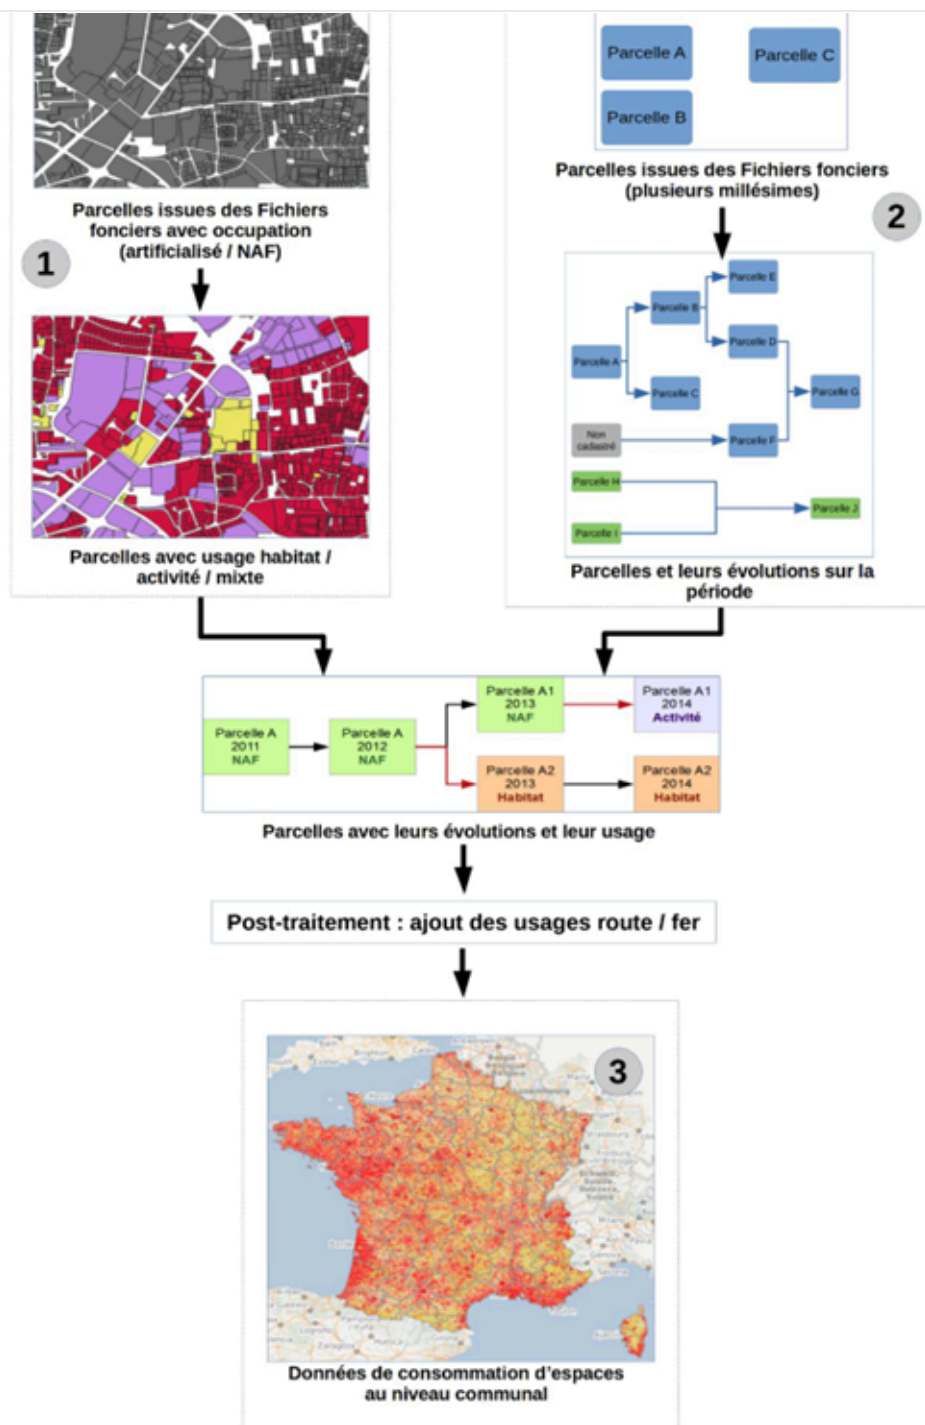 Parcelle A
Parcelle C
Parcelle B
Parcelles issues des Fichiers
fonciers avec occupation
(artificialisé / NAF)
1
Parcelles issues des Fichiers fonciers
(plusieurs millésimes)
2
Parcelle E
Parcelle B
Parcelle D
Parcelle A
Parcelle C
Parcelle G
Non
cadastré
Parcelle F
Parcelle H
Parcelle J
Parcelle I
Parcelles avec usage habitat /
activité / mixte
Parcelles et leurs évolutions sur la
période
Parcelle A
2011
NAF
Parcelle A
2012
NAF
Parcelle A1
2013
NAF
Parcelle A1
2014
Activité
Parcelle A2
2013
Habitat
Parcelle A2
2014
Habitat
Parcelles avec leurs évolutions et leur usage
Post-traitement : ajout des usages route / fer
3
Données de consommation d'espaces
au niveau communal